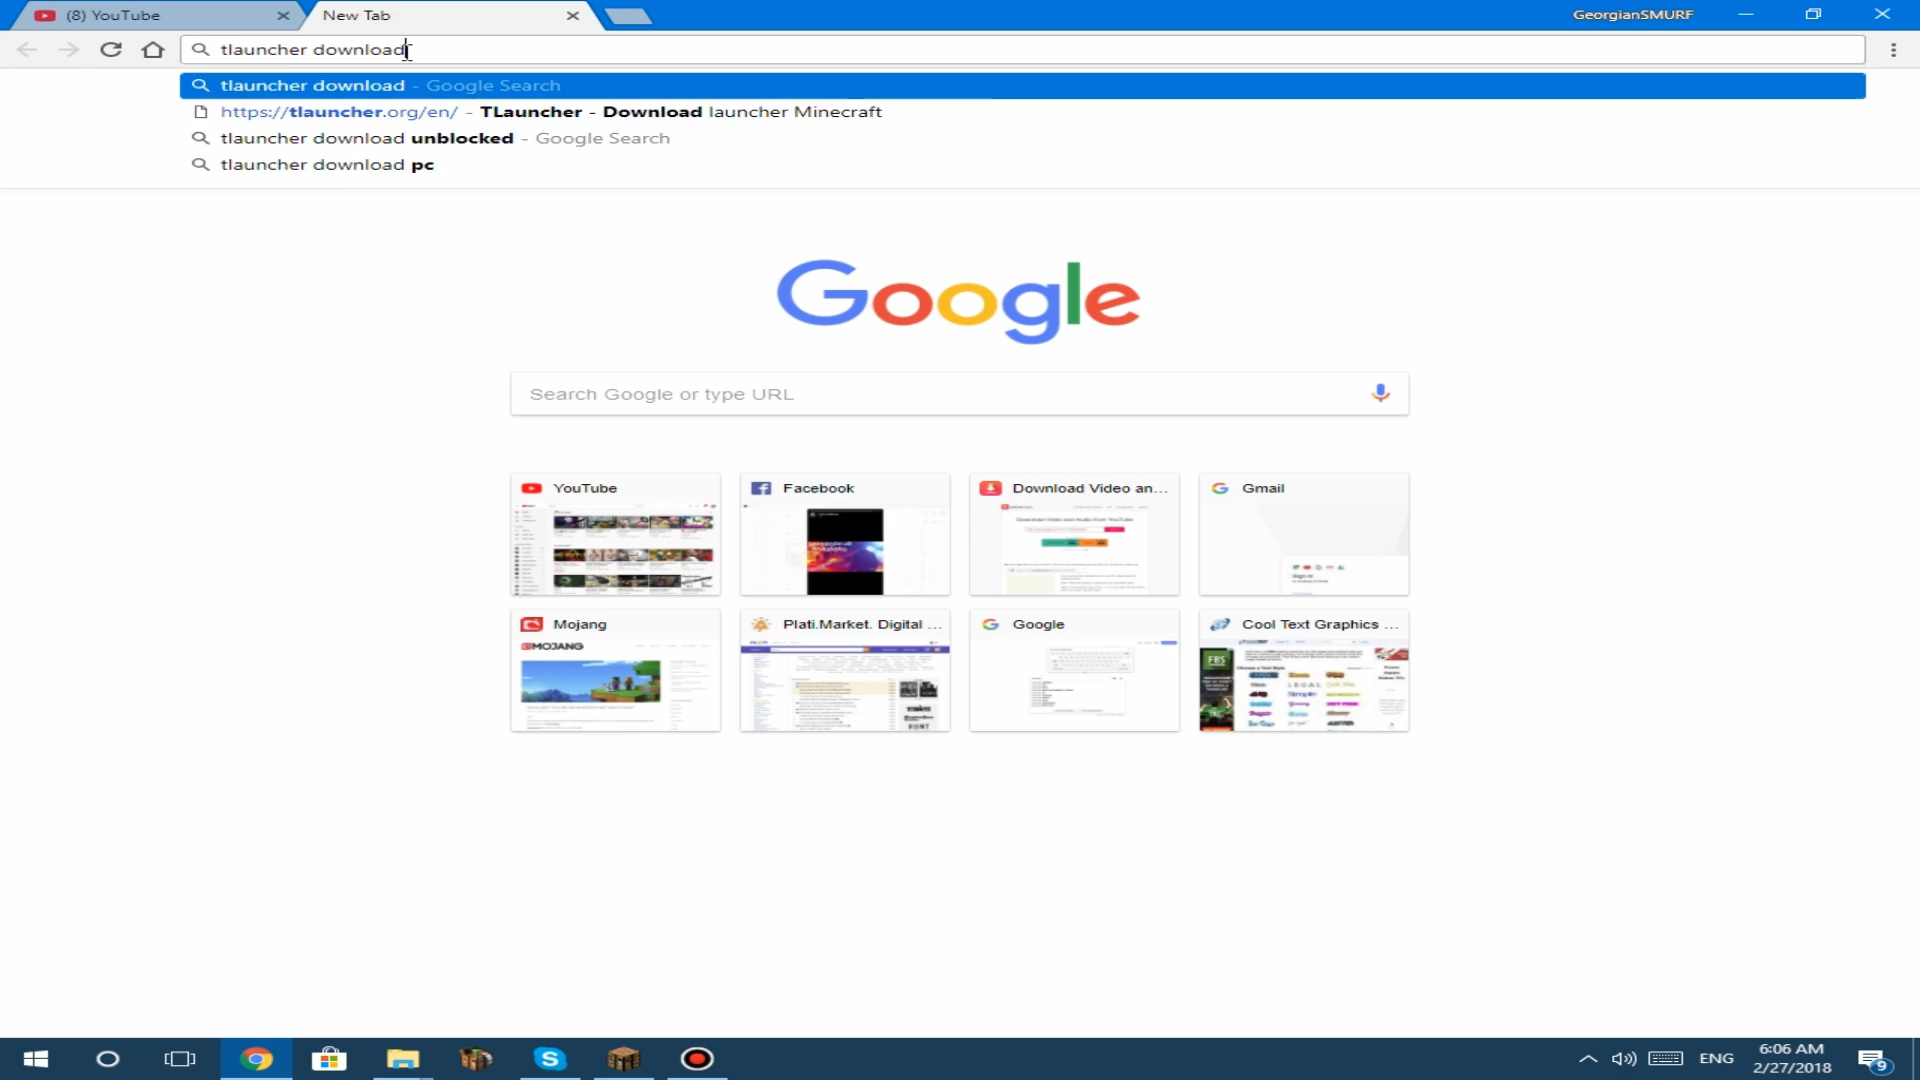 (8) YouTube
New Tab
GeorgianSMURF
tlauncher download
tlauncher download - Google Search
https://tlauncher.org/en/ - TLauncher - Download launcher Minecraft
tlauncher download unblocked - Google Search
tlauncher download pc
Google
Search Google or type URL
YouTube
Facebook
Download Video an...
Gmail
Mojang
Plati.Market. Digital ...
Google
Cool Text Graphics ...
MOJANG
FBS
ENG
6:06 AM
2/27/2018
9